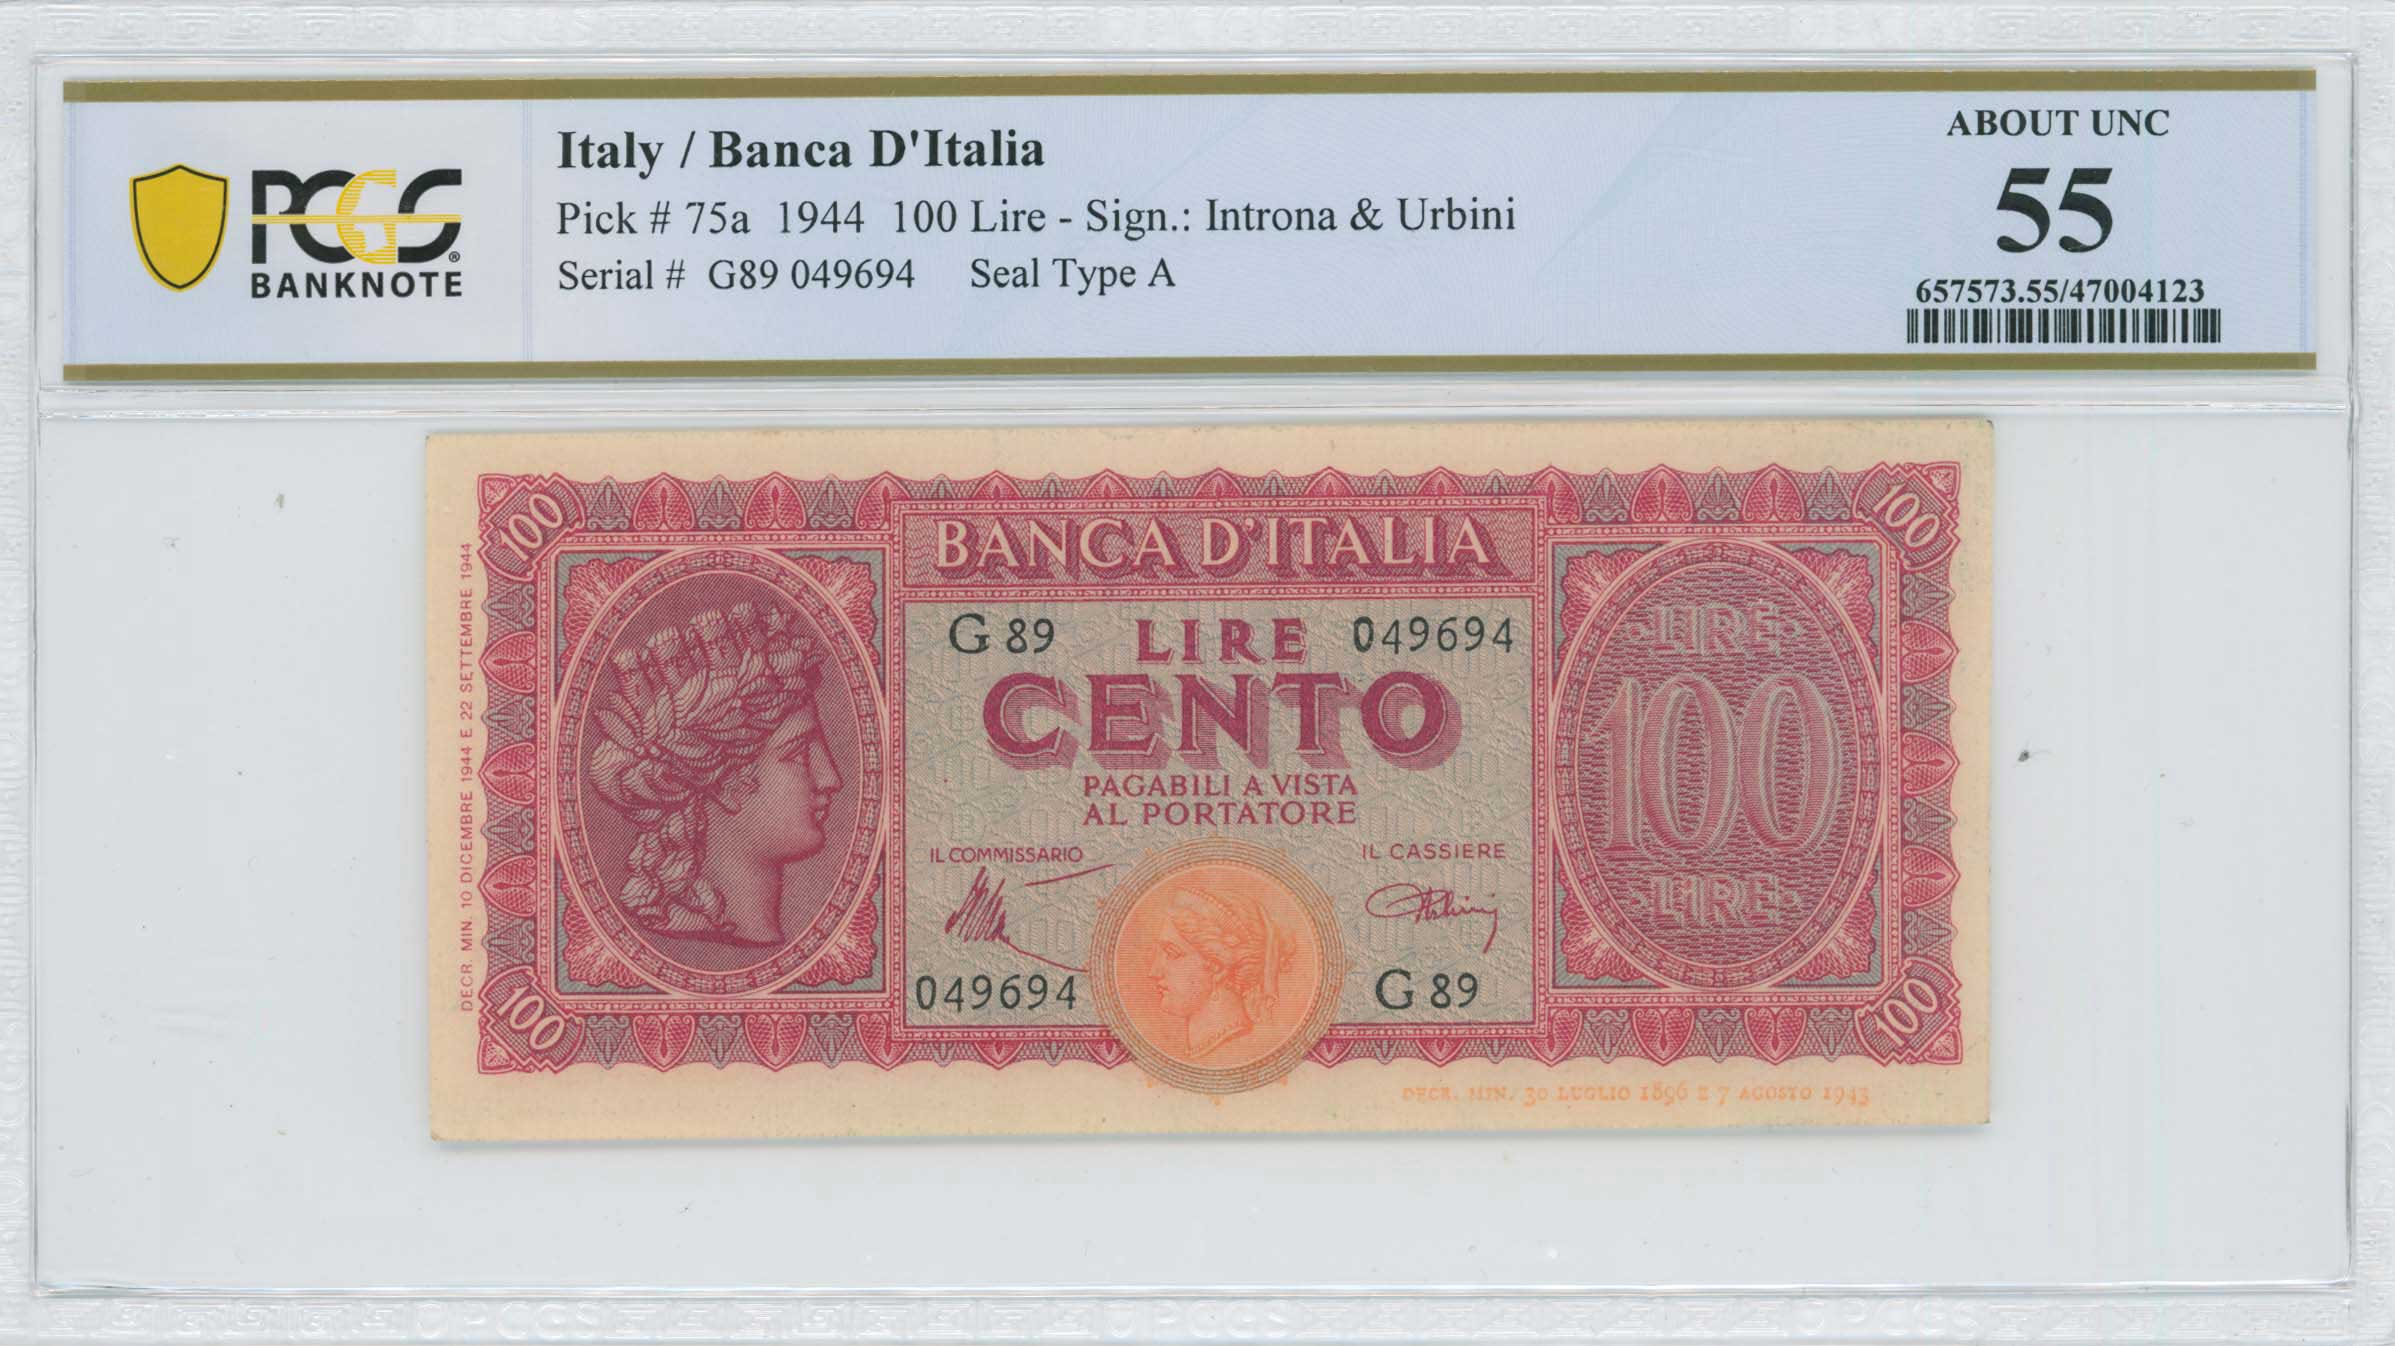 PCGS
BANKNOTE
Italy / Banca D'Italia
Pick # 75a 1944 100 Lire - Sign.: Introna & Urbini
Serial # G89 049694 Seal Type A
ABOUT UNC
55
657573.55/47004123
100
100
BANCA D'ITALIA
G 89 LIRE 049694
CENTO
PAGABILI A VISTA
AL PORTATORE
IL COMMISSARIO IL CASSIERE
049694 G 89
LIRE
100
LIRE
100
100
DECR. MIN. 10 DICEMBRE 1944 E 22 SETTEMBRE 1944
DECR. MIN. 30 LUGLIO 1896 E 7 AGOSTO 1943